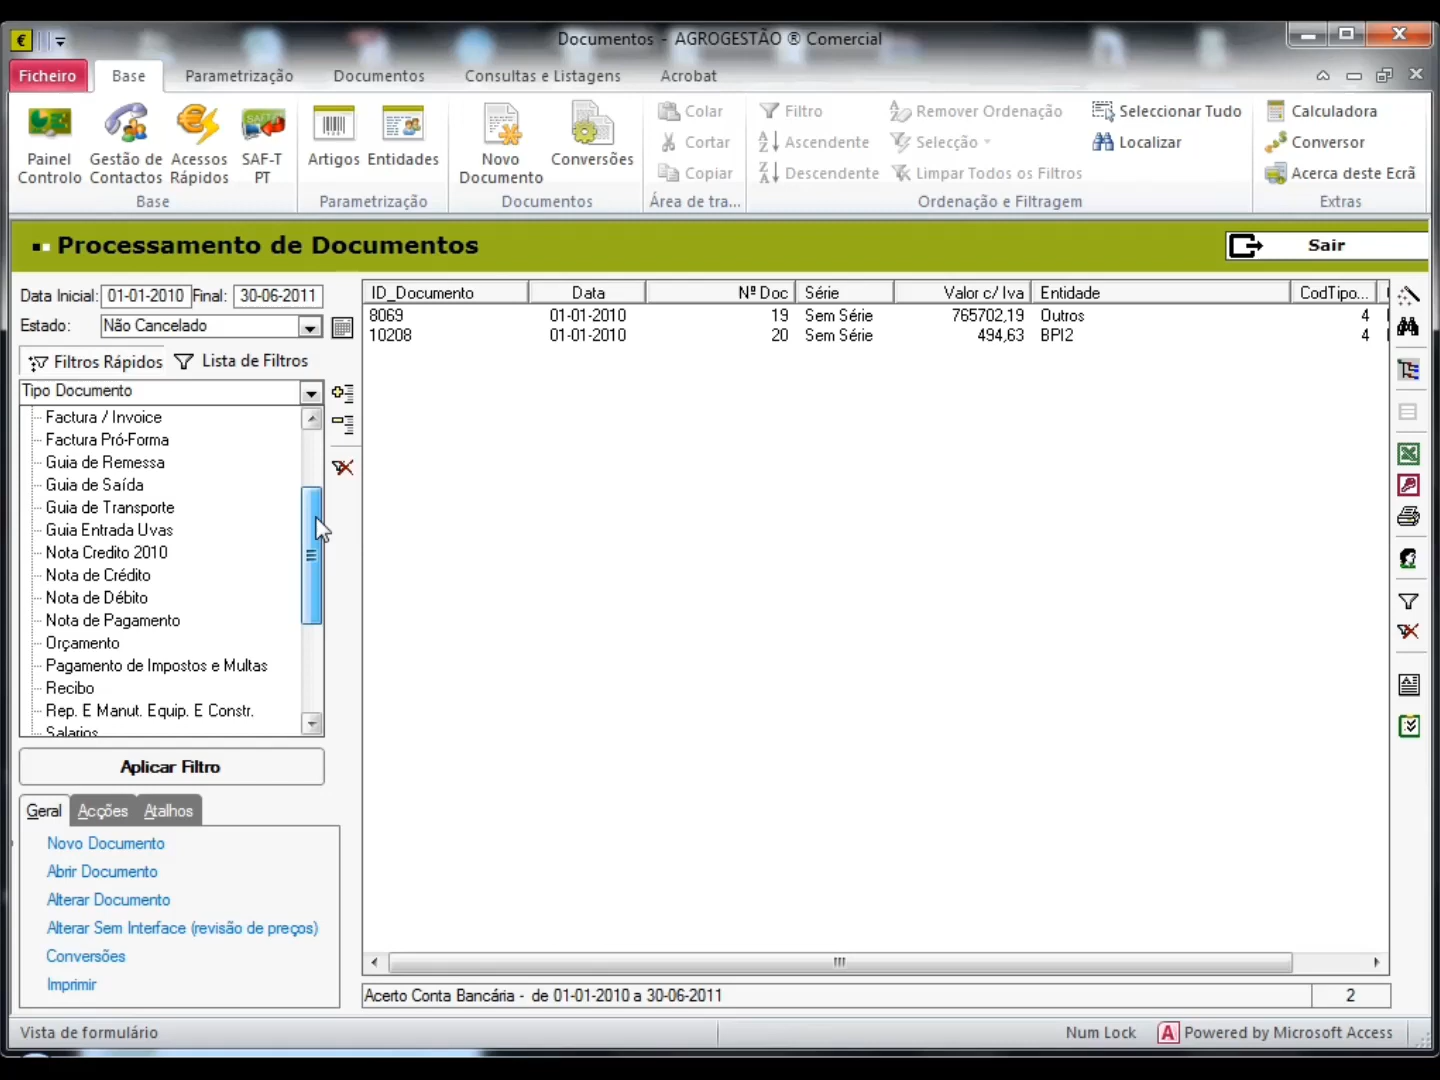 Documentos - AGROGESTÃO ® Comercial
Ficheiro Base Parametrização Documentos Consultas e Listagens Acrobat
Painel Controlo
Gestão de Contactos
Acessos Rápidos
SAF-T PT
Base
Artigos Entidades
Parametrização
Novo Documento
Conversões
Documentos
Colar
Cortar
Copiar
Área de tra...
Filtro
Ascendente
Descendente
Remover Ordenação
Selecção
Limpar Todos os Filtros
Ordenação e Filtragem
Seleccionar Tudo
Localizar
Calculadora
Conversor
Acerca deste Ecrã
Extras
Processamento de Documentos
Sair
Data Inicial: 01-01-2010 Final: 30-06-2011
Estado: Não Cancelado
Filtros Rápidos Lista de Filtros
Tipo Documento
Factura / Invoice
Factura Pró-Forma
Guia de Remessa
Guia de Saída
Guia de Transporte
Guia Entrada Uvas
Nota Credito 2010
Nota de Crédito
Nota de Débito
Nota de Pagamento
Orçamento
Pagamento de Impostos e Multas
Recibo
Rep. E Manut. Equip. E Constr.
Salarios
Aplicar Filtro
Geral Acções Atalhos
Novo Documento
Abrir Documento
Alterar Documento
Alterar Sem Interface (revisão de preços)
Conversões
Imprimir
ID_Documento Data Nº Doc Série Valor c/ Iva Entidade CodTipo...
8069 01-01-2010 19 Sem Série 765702,19 Outros 4
10208 01-01-2010 20 Sem Série 494,63 BPI2 4
Acerto Conta Bancária - de 01-01-2010 a 30-06-2011 2
Vista de formulário Num Lock Powered by Microsoft Access